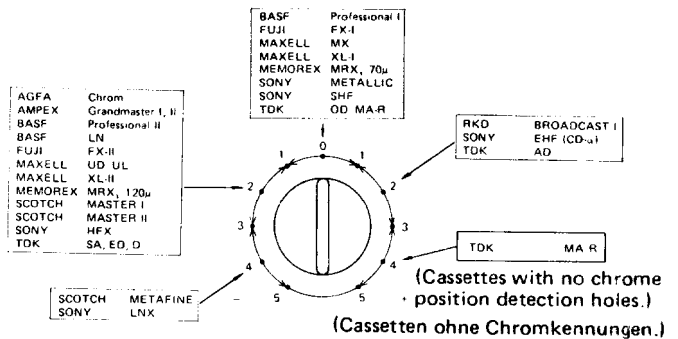 BASF Professional I
FUJI FX-I
MAXELL MX
MAXELL XL-I
MEMOREX MRX, 70µ
SONY METALLIC
SONY SHF
TDK OD MA-R
AGFA Chrom
AMPEX Grandmaster I, II
BASF Professional II
BASF LN
FUJI FX-II
MAXELL UD UL
MAXELL XL-II
MEMOREX MRX, 120µ
SCOTCH MASTER I
SCOTCH MASTER II
SONY HFX
TDK SA, ED, D
RKD BROADCAST I
SONY EHF (CD-α)
TDK AD
0
1 1
2 2
3 3
4 4
5 5
- +
TDK MA-R
(Cassettes with no chrome
position detection holes.)
(Cassetten ohne Chromkennungen.)
SCOTCH METAFINE
SONY LNX